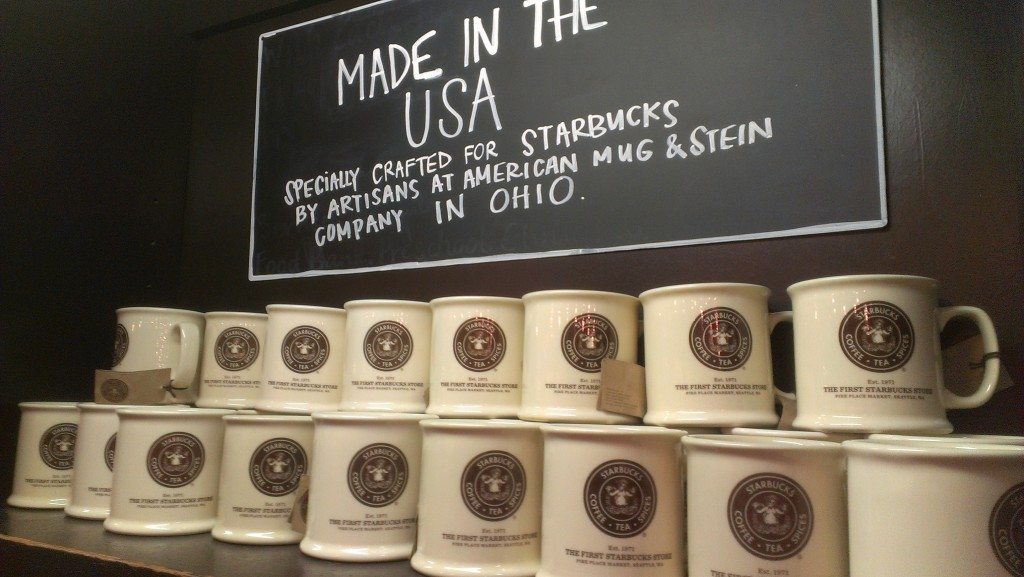 MADE IN THE
USA
SPECIALLY CRAFTED FOR STARBUCKS
BY ARTISANS AT AMERICAN MUG & STEIN
COMPANY IN OHIO.
STARBUCKS
COFFEE • TEA • SPICES
Est. 1971
THE FIRST STARBUCKS STORE
PIKE PLACE MARKET, SEATTLE, WA